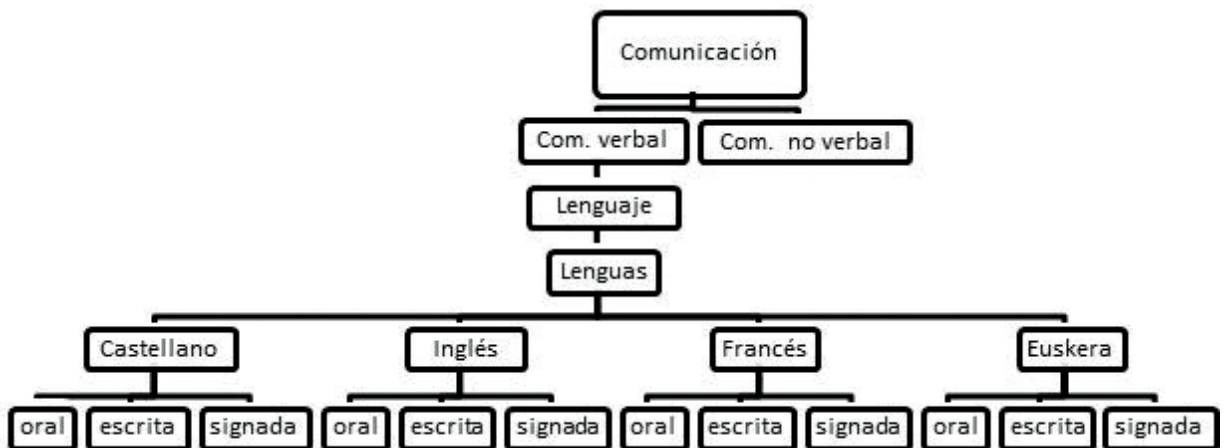 Comunicación
Com. verbal
Com. no verbal
Lenguaje
Lenguas
Castellano
Inglés
Francés
Euskera
oral
escrita
signada
oral
escrita
signada
oral
escrita
signada
oral
escrita
signada